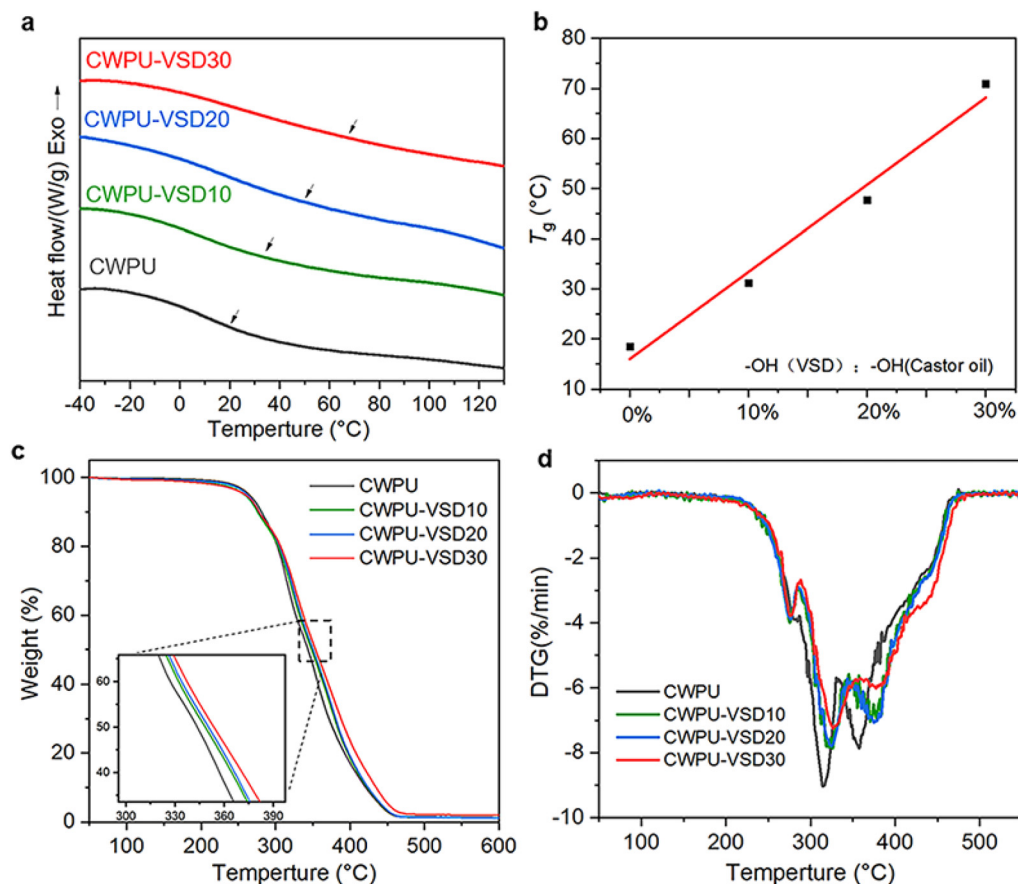 a
Heat flow/(W/g) Exo →
CWPU-VSD30
CWPU-VSD20
CWPU-VSD10
CWPU
-40 -20 0 20 40 60 80 100 120
Temperture (°C)
b
Tg (°C)
80
70
60
50
40
30
20
10
-OH（VSD）：-OH(Castor oil)
0% 10% 20% 30%
c
Weight (%)
100
80
60
40
20
0
CWPU
CWPU-VSD10
CWPU-VSD20
CWPU-VSD30
60
50
40
300 330 360 390
100 200 300 400 500 600
Temperture (°C)
d
DTG(%/min)
0
-2
-4
-6
-8
-10
CWPU
CWPU-VSD10
CWPU-VSD20
CWPU-VSD30
100 200 300 400 500
Temperture (°C)